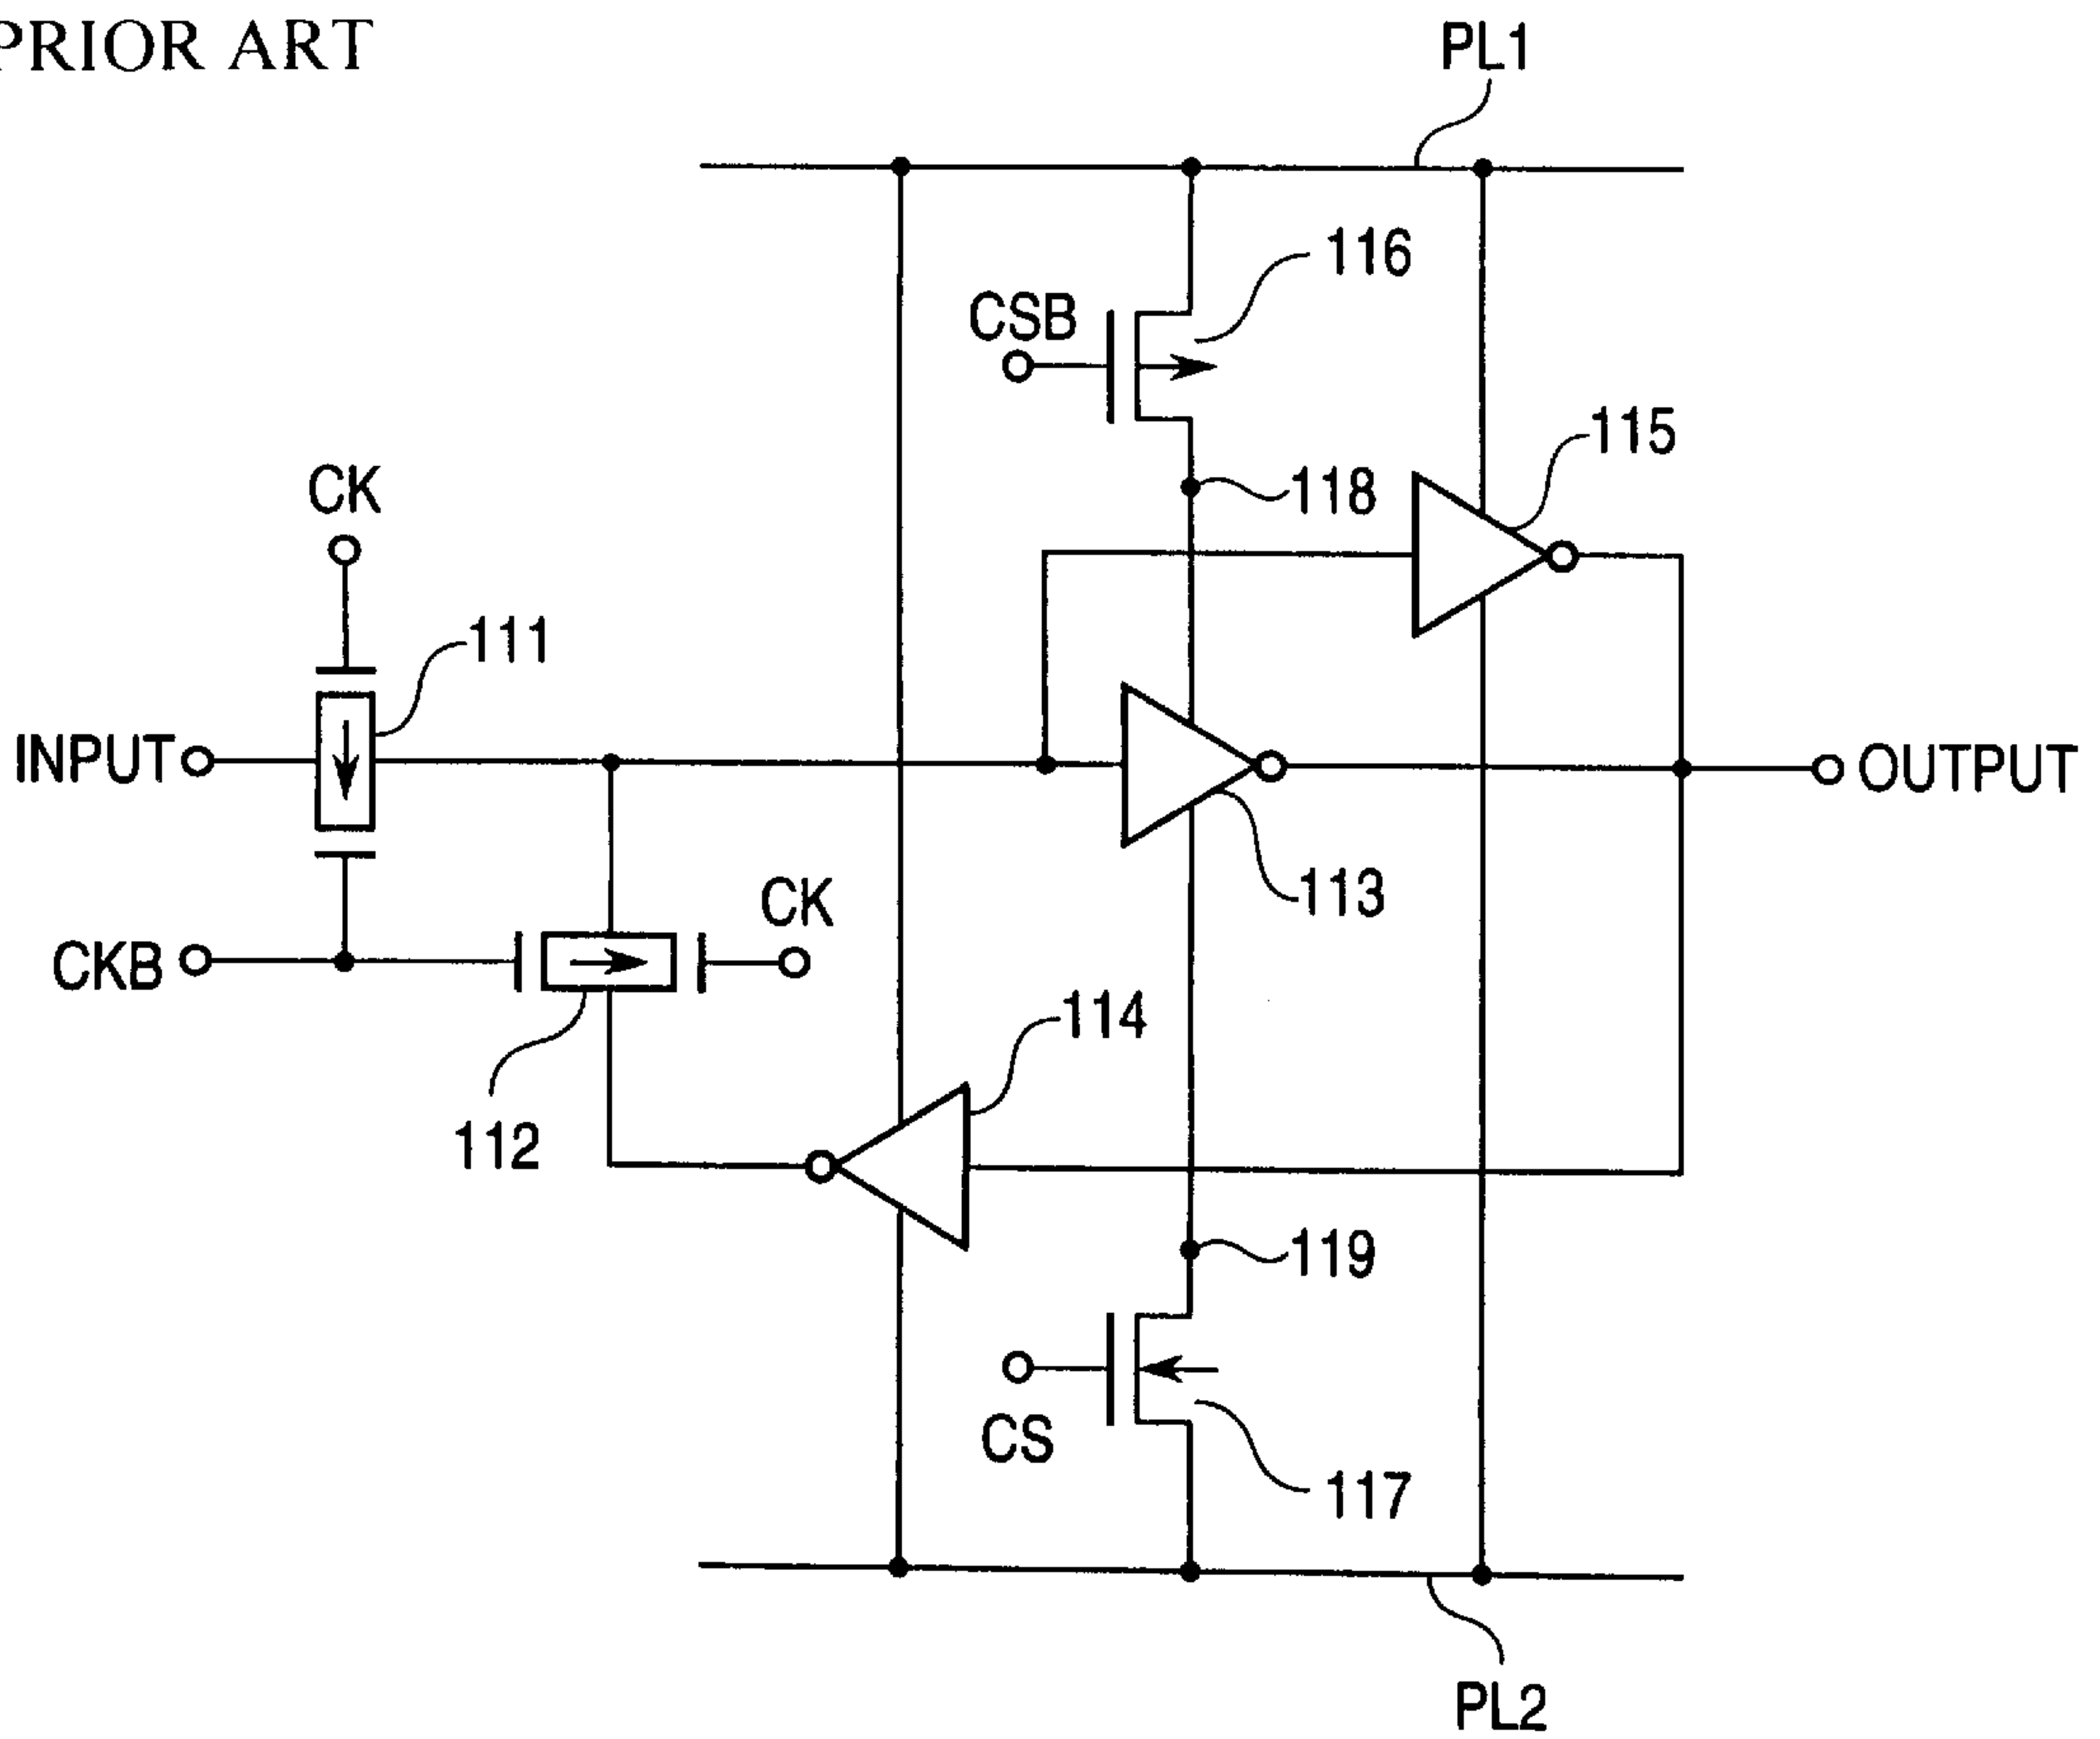 PRIOR ART
PL1
116
CSB
115
CK
118
111
INPUT
OUTPUT
113
CK
CKB
114
112
119
CS
117
PL2